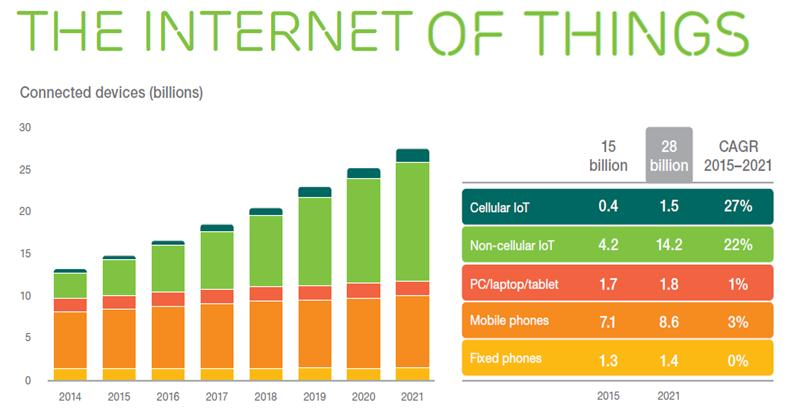 THE INTERNET OF THINGS
Connected devices (billions)
30
25
20
15
10
5
0
2014 2015 2016 2017 2018 2019 2020 2021
15 billion 28 billion CAGR 2015–2021
Cellular IoT 0.4 1.5 27%
Non-cellular IoT 4.2 14.2 22%
PC/laptop/tablet 1.7 1.8 1%
Mobile phones 7.1 8.6 3%
Fixed phones 1.3 1.4 0%
2015 2021